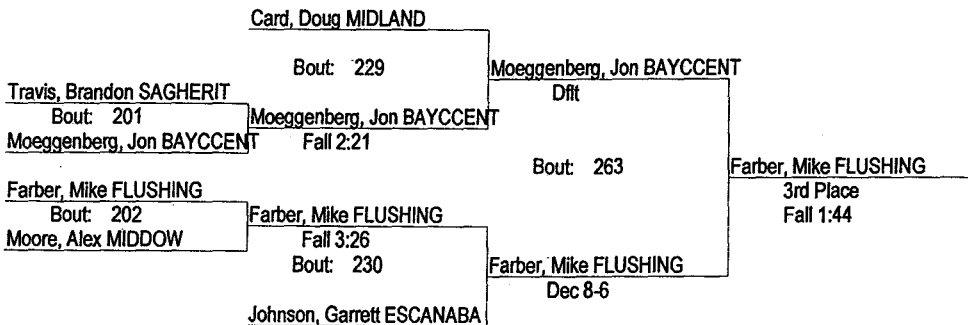 Card, Doug MIDLAND
Bout: 229
Moeggenberg, Jon BAYCCENT
Dflt
Travis, Brandon SAGHERIT
Bout: 201
Moeggenberg, Jon BAYCCENT
Moeggenberg, Jon BAYCCENT
Fall 2:21
Bout: 263
Farber, Mike FLUSHING
3rd Place
Fall 1:44
Farber, Mike FLUSHING
Bout: 202
Moore, Alex MIDDOW
Farber, Mike FLUSHING
Fall 3:26
Bout: 230
Farber, Mike FLUSHING
Dec 8-6
Johnson, Garrett ESCANABA